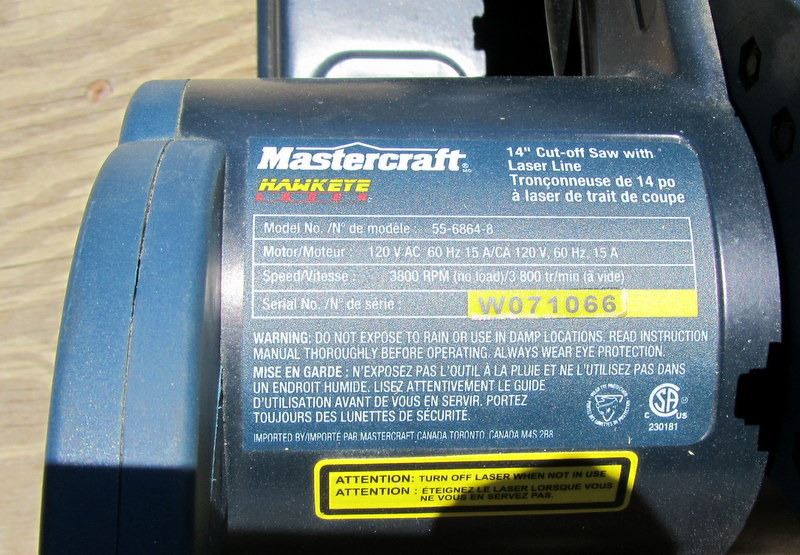 Mastercraft® MD
HAWKEYE
LASER
14" Cut-off Saw with
Laser Line
Tronçonneuse de 14 po
à laser de trait de coupe
Model No. /N° de modèle : 55-6864-8
Motor/Moteur : 120 V AC 60 Hz 15 A/CA 120 V, 60 Hz, 15 A
Speed/Vitesse : 3800 RPM (no load)/3 800 tr/min (à vide)
Serial No. /N° de série : W071066
WARNING: DO NOT EXPOSE TO RAIN OR USE IN DAMP LOCATIONS. READ INSTRUCTION
MANUAL THOROUGHLY BEFORE OPERATING. ALWAYS WEAR EYE PROTECTION.
MISE EN GARDE : N'EXPOSEZ PAS L'OUTIL À LA PLUIE ET NE L'UTILISEZ PAS DANS
UN ENDROIT HUMIDE. LISEZ ATTENTIVEMENT LE GUIDE
D'UTILISATION AVANT DE VOUS EN SERVIR. PORTEZ
TOUJOURS DES LUNETTES DE SÉCURITÉ.
IMPORTED BY/IMPORTÉ PAR MASTERCRAFT CANADA TORONTO, CANADA M4S 2B8
C SA US
230181
ATTENTION: TURN OFF LASER WHEN NOT IN USE
ATTENTION : ÉTEIGNEZ LE LASER LORSQUE VOUS
NE VOUS EN SERVEZ PAS.